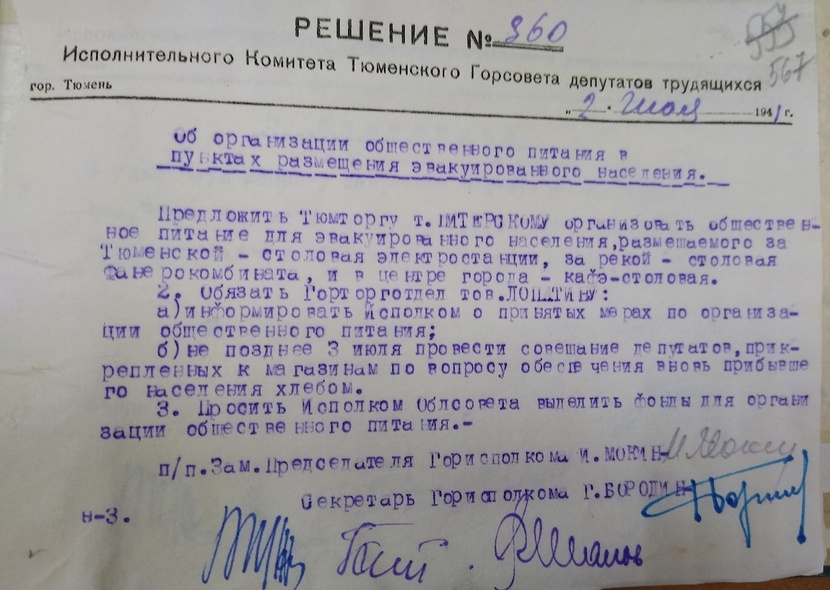 РЕШЕНИЕ № 360
555
567
Исполнительного Комитета Тюменского Горсовета депутатов трудящихся
гор. Тюмень
„2. Июля 1941 г.
Об организации общественного питания в
пунктах размещения эвакуированного населения.
Предложить Тюмторгу т. организовать обществен-
ное питание для эвакуированного населения,размещаемого за
Тюменской - столовая электростанции, за рекой - столовая
Фанерокомбината, и в центре города - кафэ-столовая.
2. Обязать Горторготдел тов.ЛОПАТИНУ:
а)информировать Исполком о принятых мерах по организа-
ции общественного питания;
б)не позднее 3 июля провести совещание депутатов,прик-
репленных к магазинам по вопросу обеспечения вновь прибывше
го населения хлебом.
3. Просить Исполком Облсовета выделить фонды для органи
зации общественного питания.-
п/п.Зам.Председателя Горисполкома И.МОКИН-
Секретарь Горисполкома Г.БОРОДИН-
н-3.